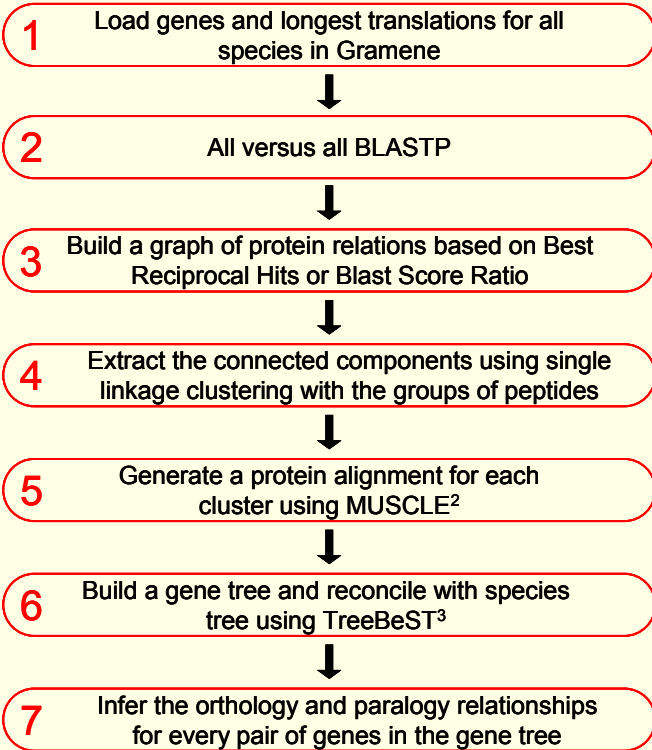 1
Load genes and longest translations for all
species in Gramene
2
All versus all BLASTP
3
Build a graph of protein relations based on Best
Reciprocal Hits or Blast Score Ratio
4
Extract the connected components using single
linkage clustering with the groups of peptides
5
Generate a protein alignment for each
cluster using MUSCLE²
6
Build a gene tree and reconcile with species
tree using TreeBeST³
7
Infer the orthology and paralogy relationships
for every pair of genes in the gene tree